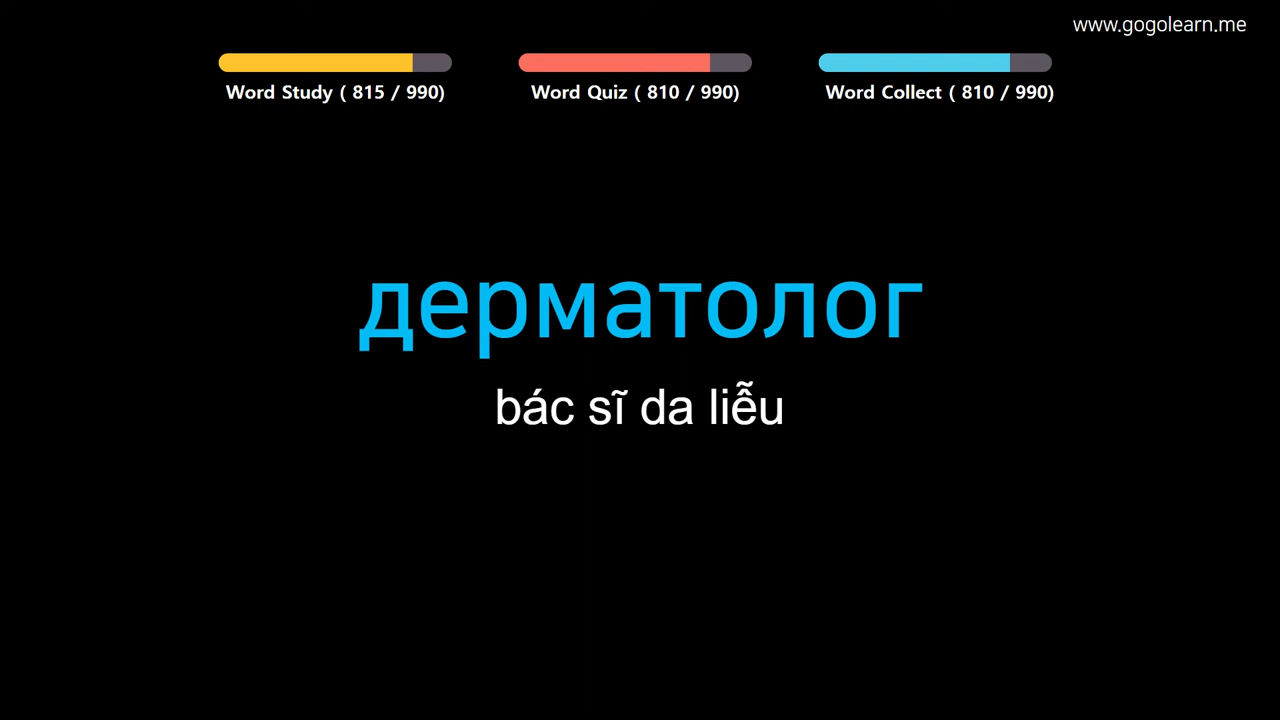 www.gogolearn.me
Word Study ( 815 / 990)
Word Quiz ( 810 / 990)
Word Collect ( 810 / 990)
дерматолог
bác sĩ da liễu